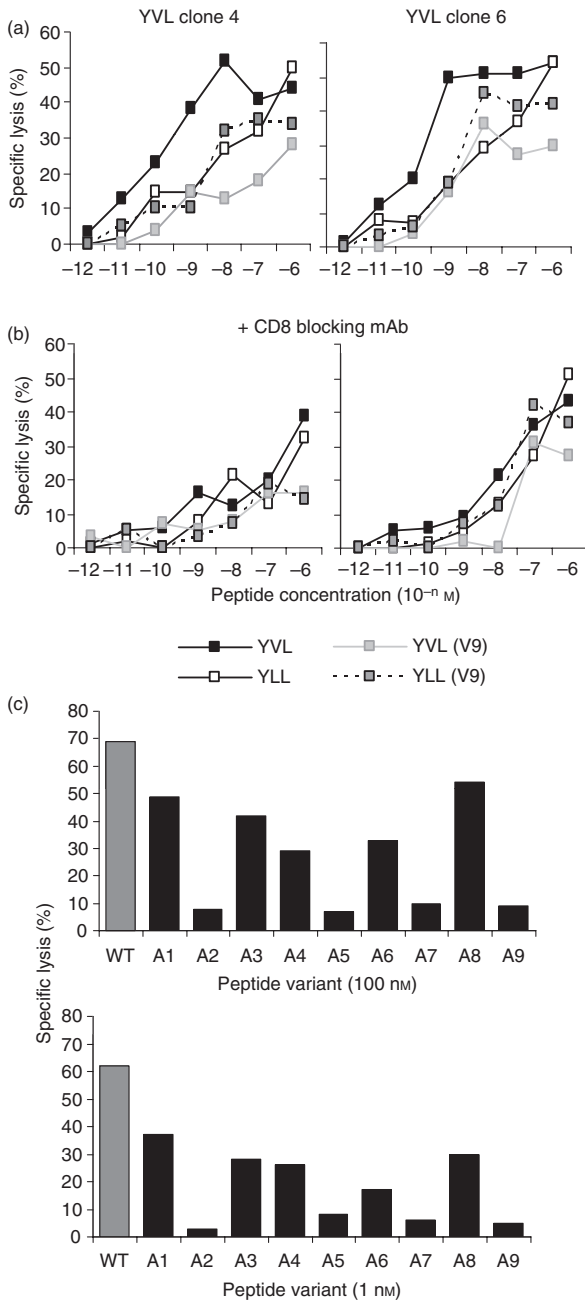 (a)
YVL clone 4
YVL clone 6
Specific lysis (%)
60
50
40
30
20
10
0
–12 –11 –10 –9 –8 –7 –6
–12 –11 –10 –9 –8 –7 –6
(b)
+ CD8 blocking mAb
Specific lysis (%)
50
40
30
20
10
0
–12 –11 –10 –9 –8 –7 –6
–12 –11 –10 –9 –8 –7 –6
Peptide concentration (10⁻ⁿ M)
YVL
YVL (V9)
YLL
YLL (V9)
(c)
80
70
60
50
40
30
20
10
0
WT A1 A2 A3 A4 A5 A6 A7 A8 A9
Peptide variant (100 nM)
Specific lysis (%)
80
70
60
50
40
30
20
10
0
WT A1 A2 A3 A4 A5 A6 A7 A8 A9
Peptide variant (1 nM)